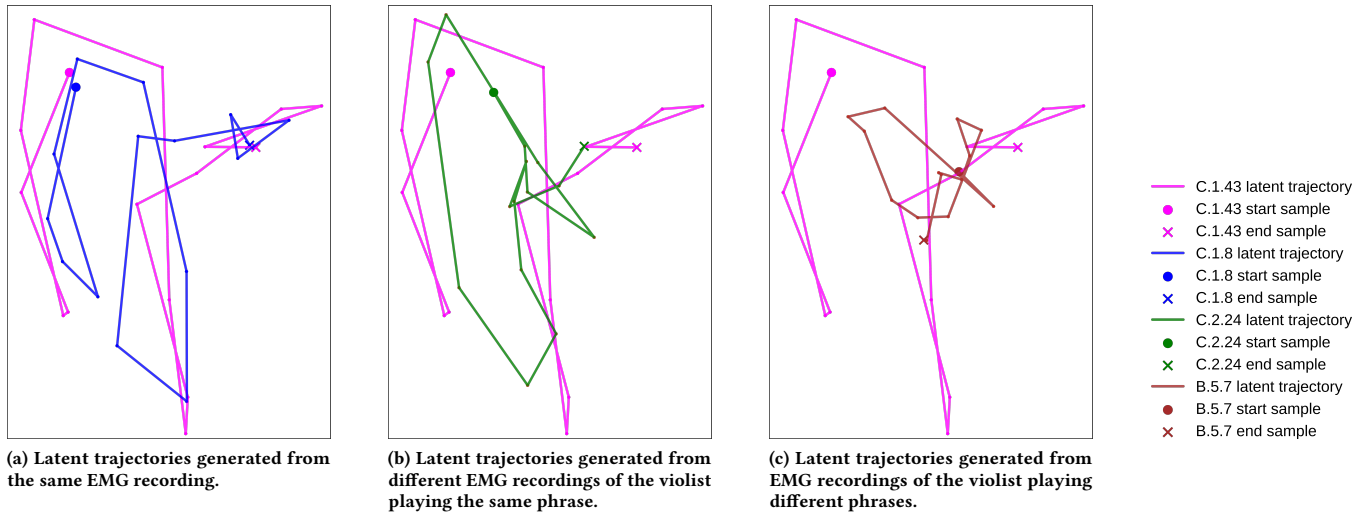 C.1.43 latent trajectory
C.1.43 start sample
C.1.43 end sample
C.1.8 latent trajectory
C.1.8 start sample
C.1.8 end sample
C.2.24 latent trajectory
C.2.24 start sample
C.2.24 end sample
B.5.7 latent trajectory
B.5.7 start sample
B.5.7 end sample
(a) Latent trajectories generated from
the same EMG recording.
(b) Latent trajectories generated from
different EMG recordings of the violist
playing the same phrase.
(c) Latent trajectories generated from
EMG recordings of the violist playing
different phrases.